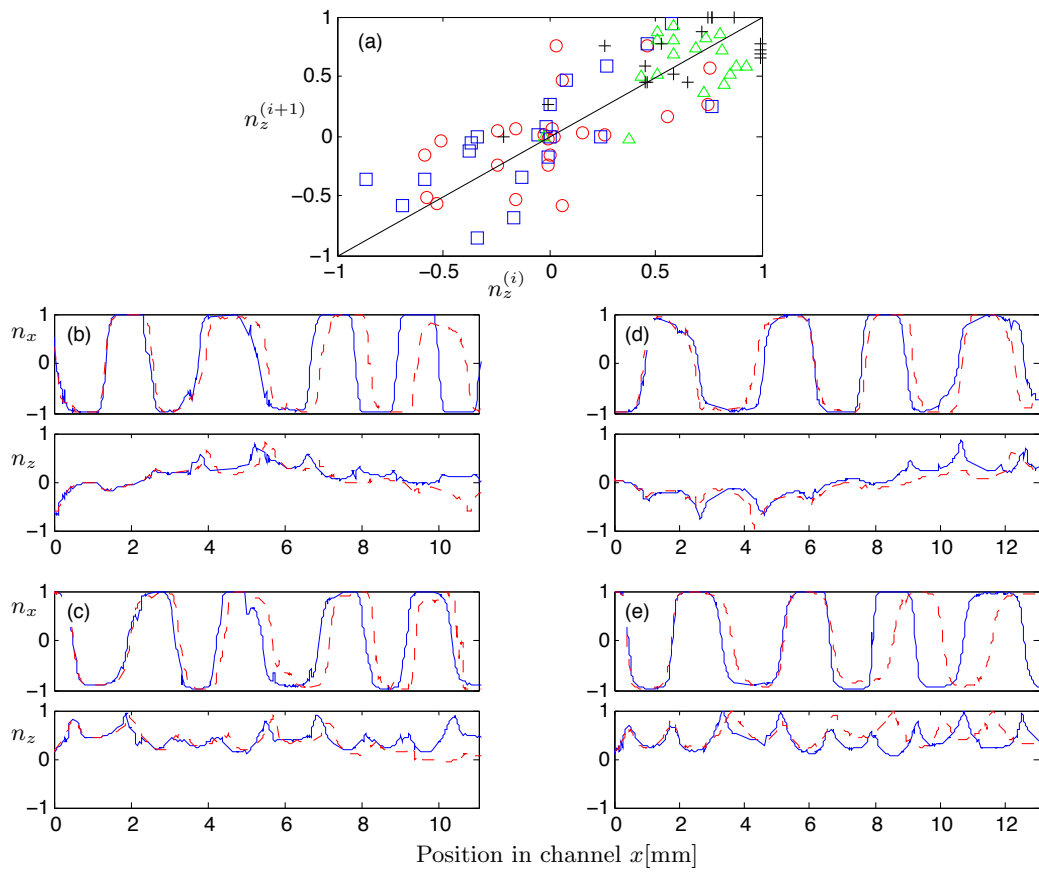 (a)
1
0.5
0
−0.5
−1
−1 −0.5 0 0.5 1
n_z^{(i+1)}
n_z^{(i)}
(b)
n_x
1
0
−1
n_z
1
0
−1
0 2 4 6 8 10
(d)
1
0
−1
1
0
−1
0 2 4 6 8 10 12
(c)
n_x
1
0
−1
n_z
1
0
−1
0 2 4 6 8 10
(e)
1
0
−1
1
0
−1
0 2 4 6 8 10 12
Position in channel x[mm]